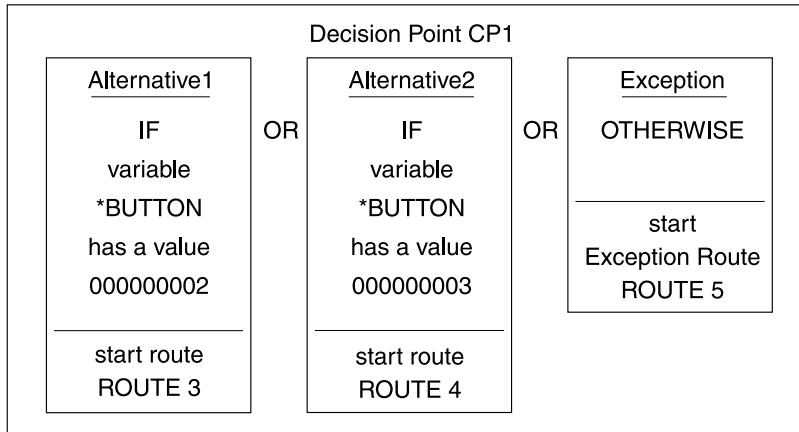 Decision Point CP1
Alternative1
IF
variable
*BUTTON
has a value
000000002
start route
ROUTE 3
OR
Alternative2
IF
variable
*BUTTON
has a value
000000003
start route
ROUTE 4
OR
Exception
OTHERWISE
start
Exception Route
ROUTE 5